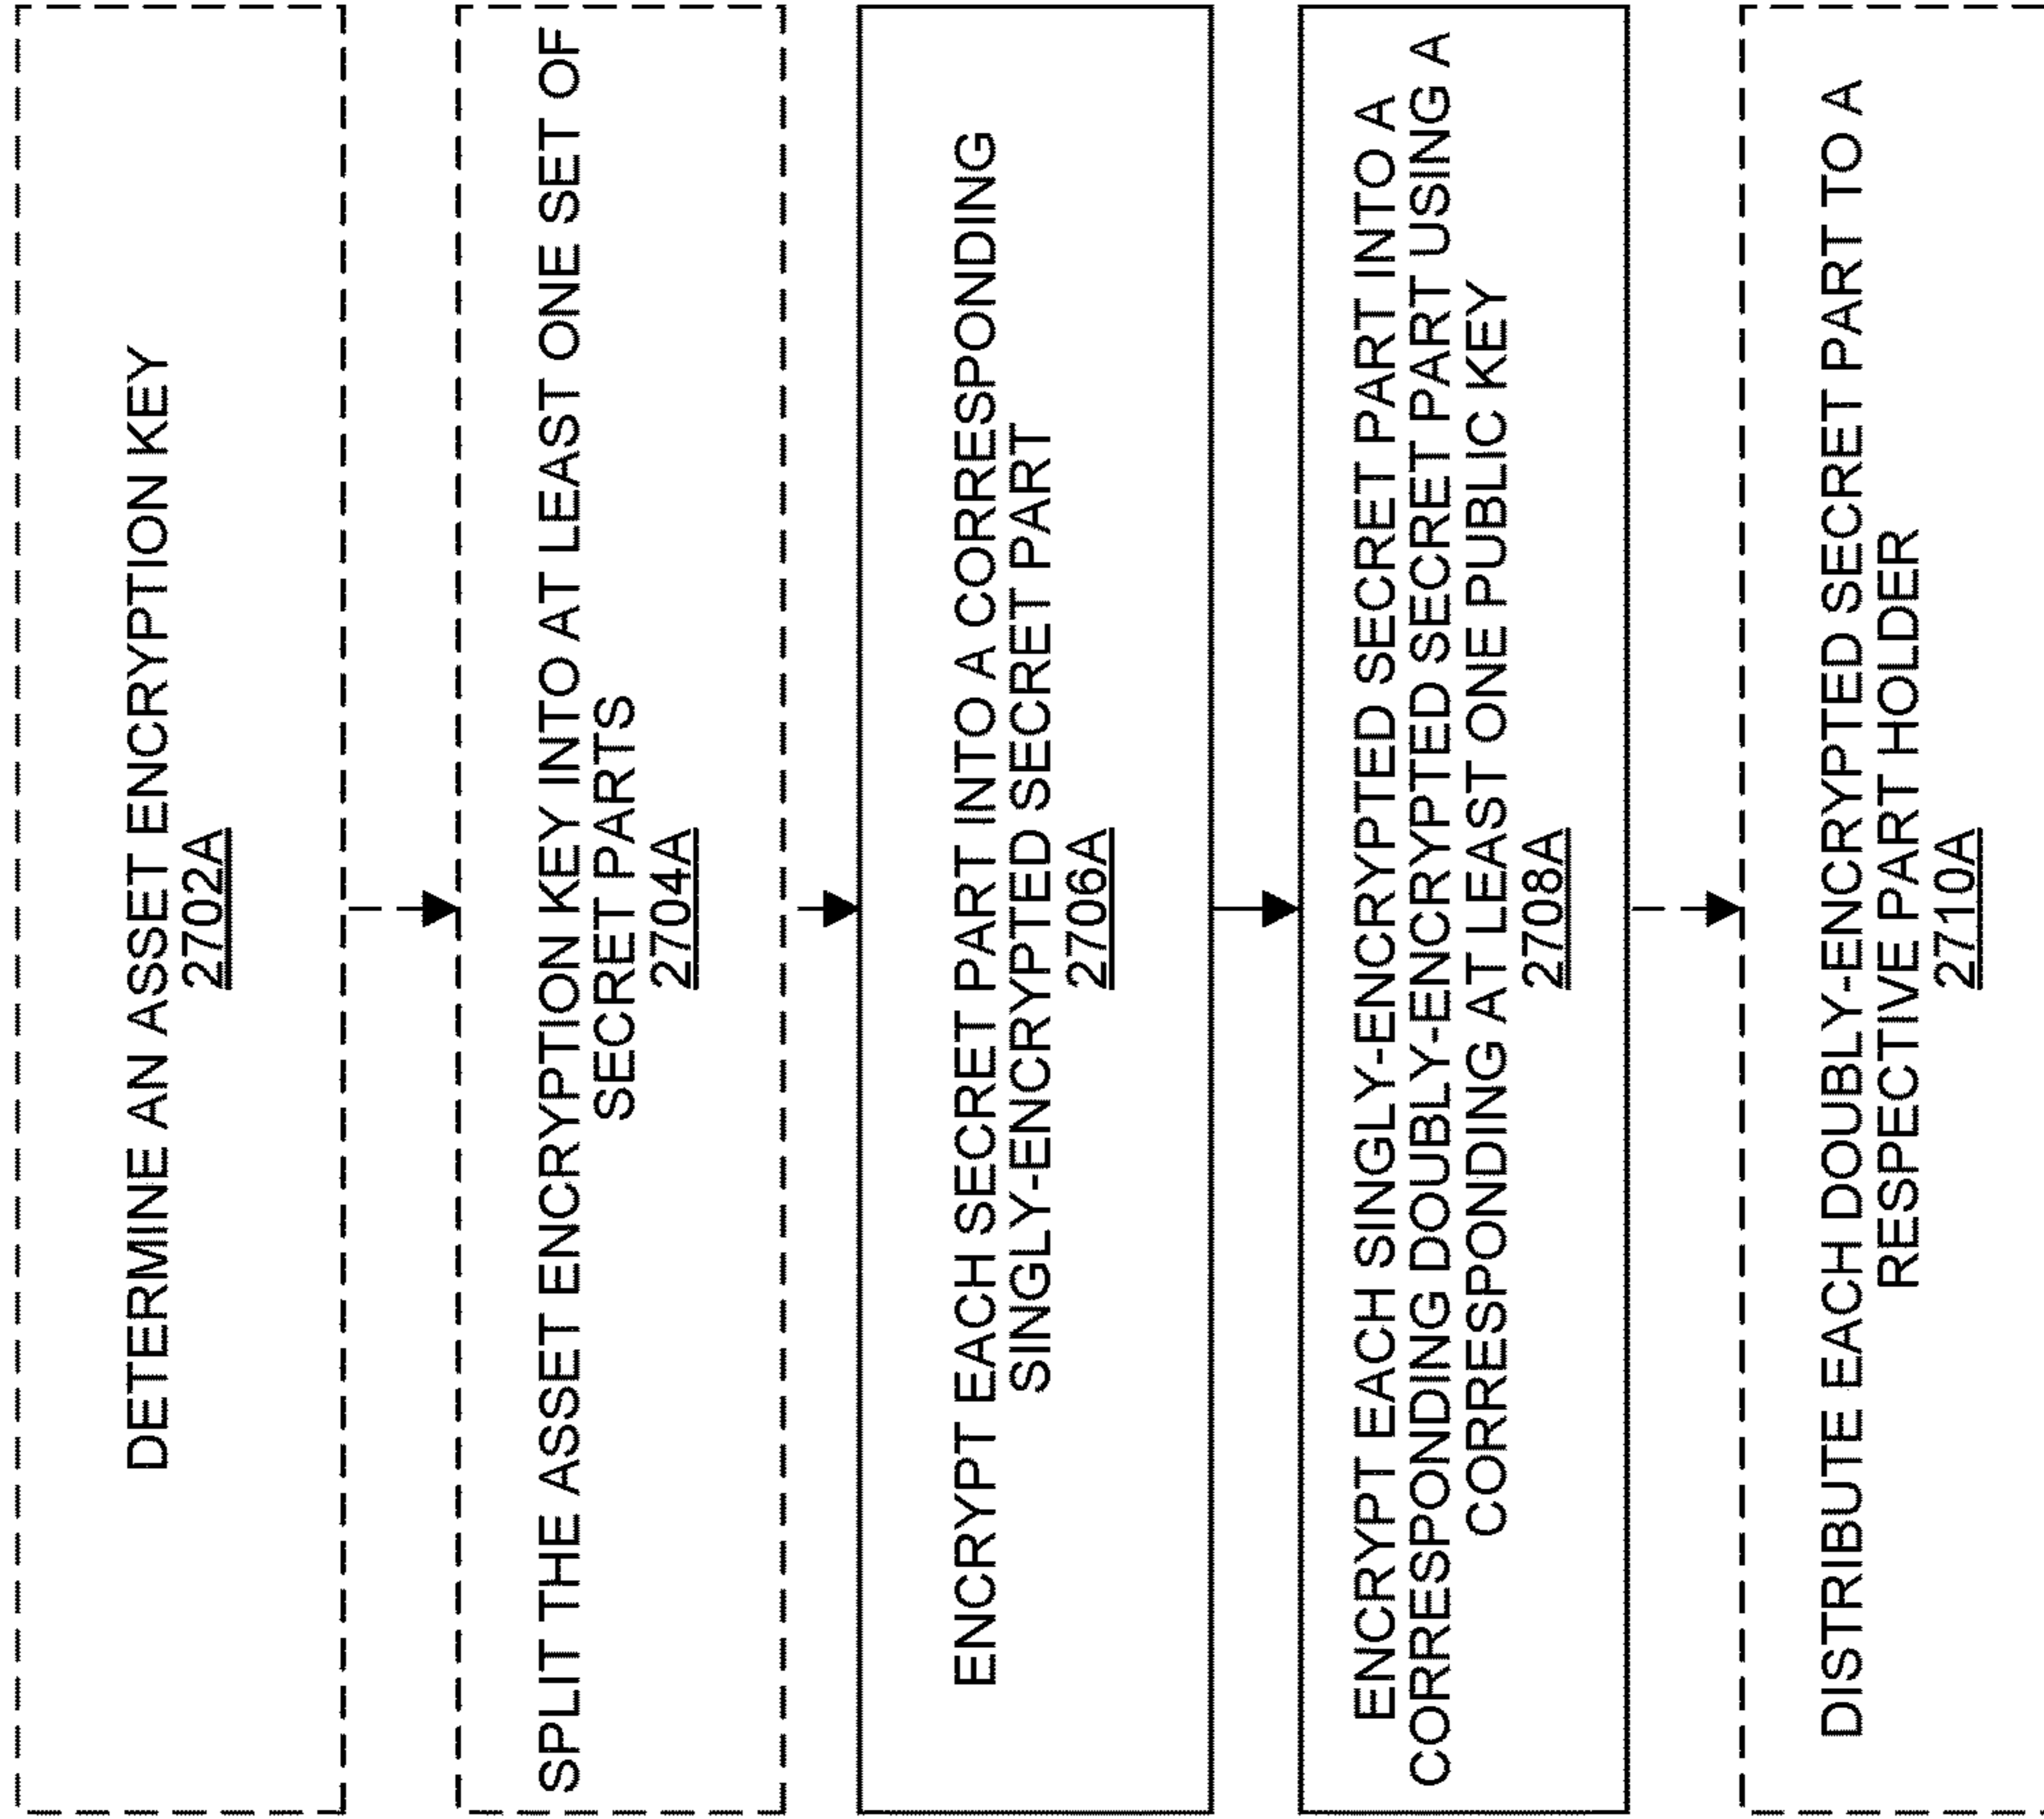 DETERMINE AN ASSET ENCRYPTION KEY
2702A
SPLIT THE ASSET ENCRYPTION KEY INTO AT LEAST ONE SET OF
SECRET PARTS
2704A
ENCRYPT EACH SECRET PART INTO A CORRESPONDING
SINGLY-ENCRYPTED SECRET PART
2706A
ENCRYPT EACH SINGLY-ENCRYPTED SECRET PART INTO A
CORRESPONDING DOUBLY-ENCRYPTED SECRET PART USING A
CORRESPONDING AT LEAST ONE PUBLIC KEY
2708A
DISTRIBUTE EACH DOUBLY-ENCRYPTED SECRET PART TO A
RESPECTIVE PART HOLDER
2710A